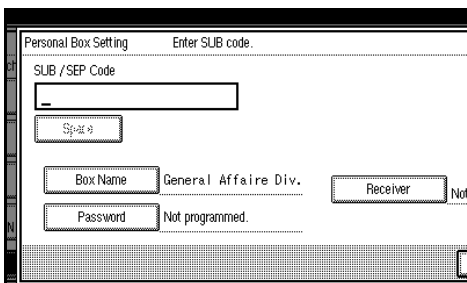 Personal Box Setting Enter SUB code.
SUB / SEP Code
_
Space
Box Name General Affaire Div.
Receiver Not
Password Not programmed.